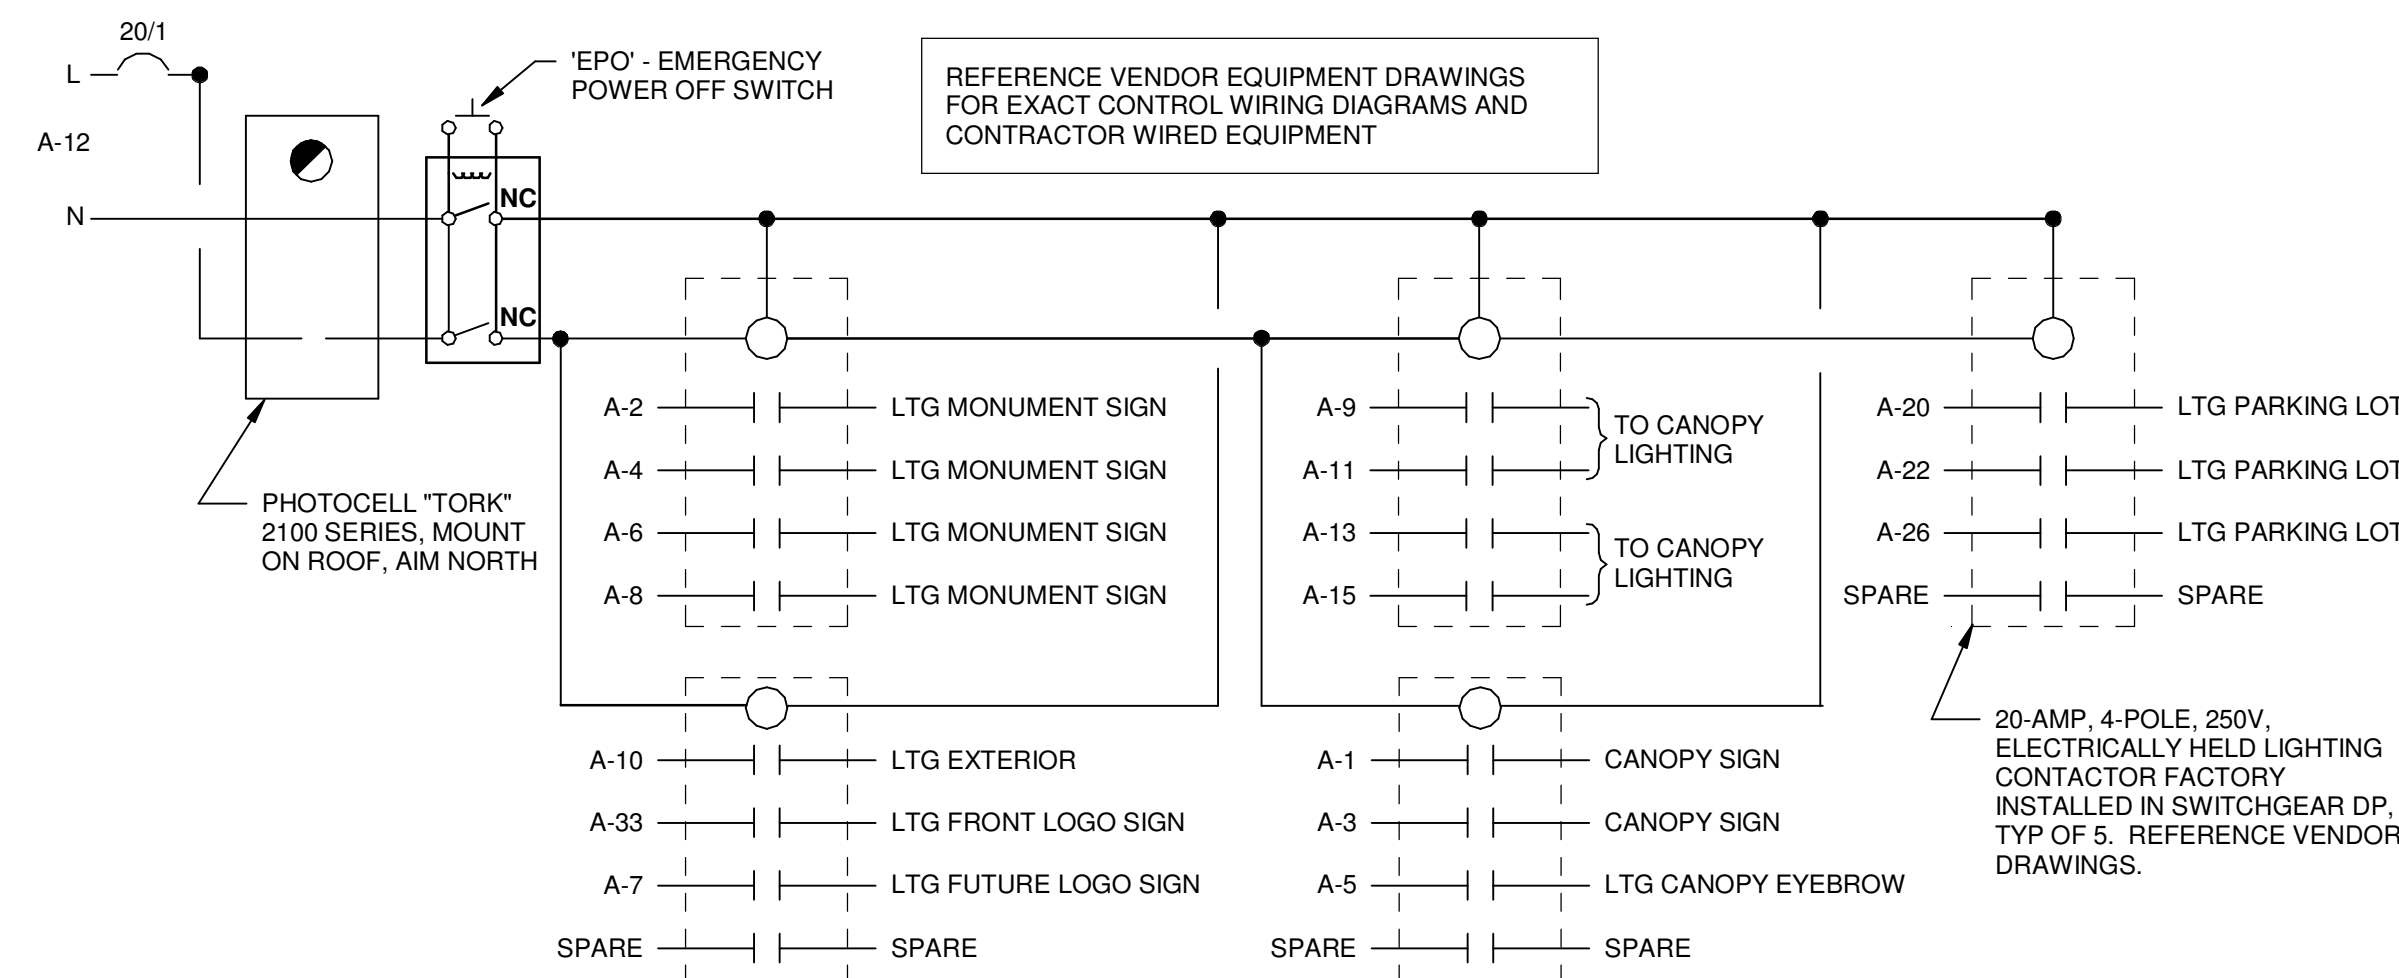 20/1
L
A-12
N
'EPO' - EMERGENCY
POWER OFF SWITCH
REFERENCE VENDOR EQUIPMENT DRAWINGS
FOR EXACT CONTROL WIRING DIAGRAMS AND
CONTRACTOR WIRED EQUIPMENT
NC
NC
PHOTOCELL "TORK"
2100 SERIES, MOUNT
ON ROOF, AIM NORTH
A-2 LTG MONUMENT SIGN
A-4 LTG MONUMENT SIGN
A-6 LTG MONUMENT SIGN
A-8 LTG MONUMENT SIGN
A-9
A-11
TO CANOPY
LIGHTING
A-13
A-15
TO CANOPY
LIGHTING
A-20 LTG PARKING LOT
A-22 LTG PARKING LOT
A-26 LTG PARKING LOT
SPARE SPARE
A-10 LTG EXTERIOR
A-33 LTG FRONT LOGO SIGN
A-7 LTG FUTURE LOGO SIGN
SPARE SPARE
A-1 CANOPY SIGN
A-3 CANOPY SIGN
A-5 LTG CANOPY EYEBROW
SPARE SPARE
20-AMP, 4-POLE, 250V,
ELECTRICALLY HELD LIGHTING
CONTACTOR FACTORY
INSTALLED IN SWITCHGEAR DP,
TYP OF 5. REFERENCE VENDOR
DRAWINGS.